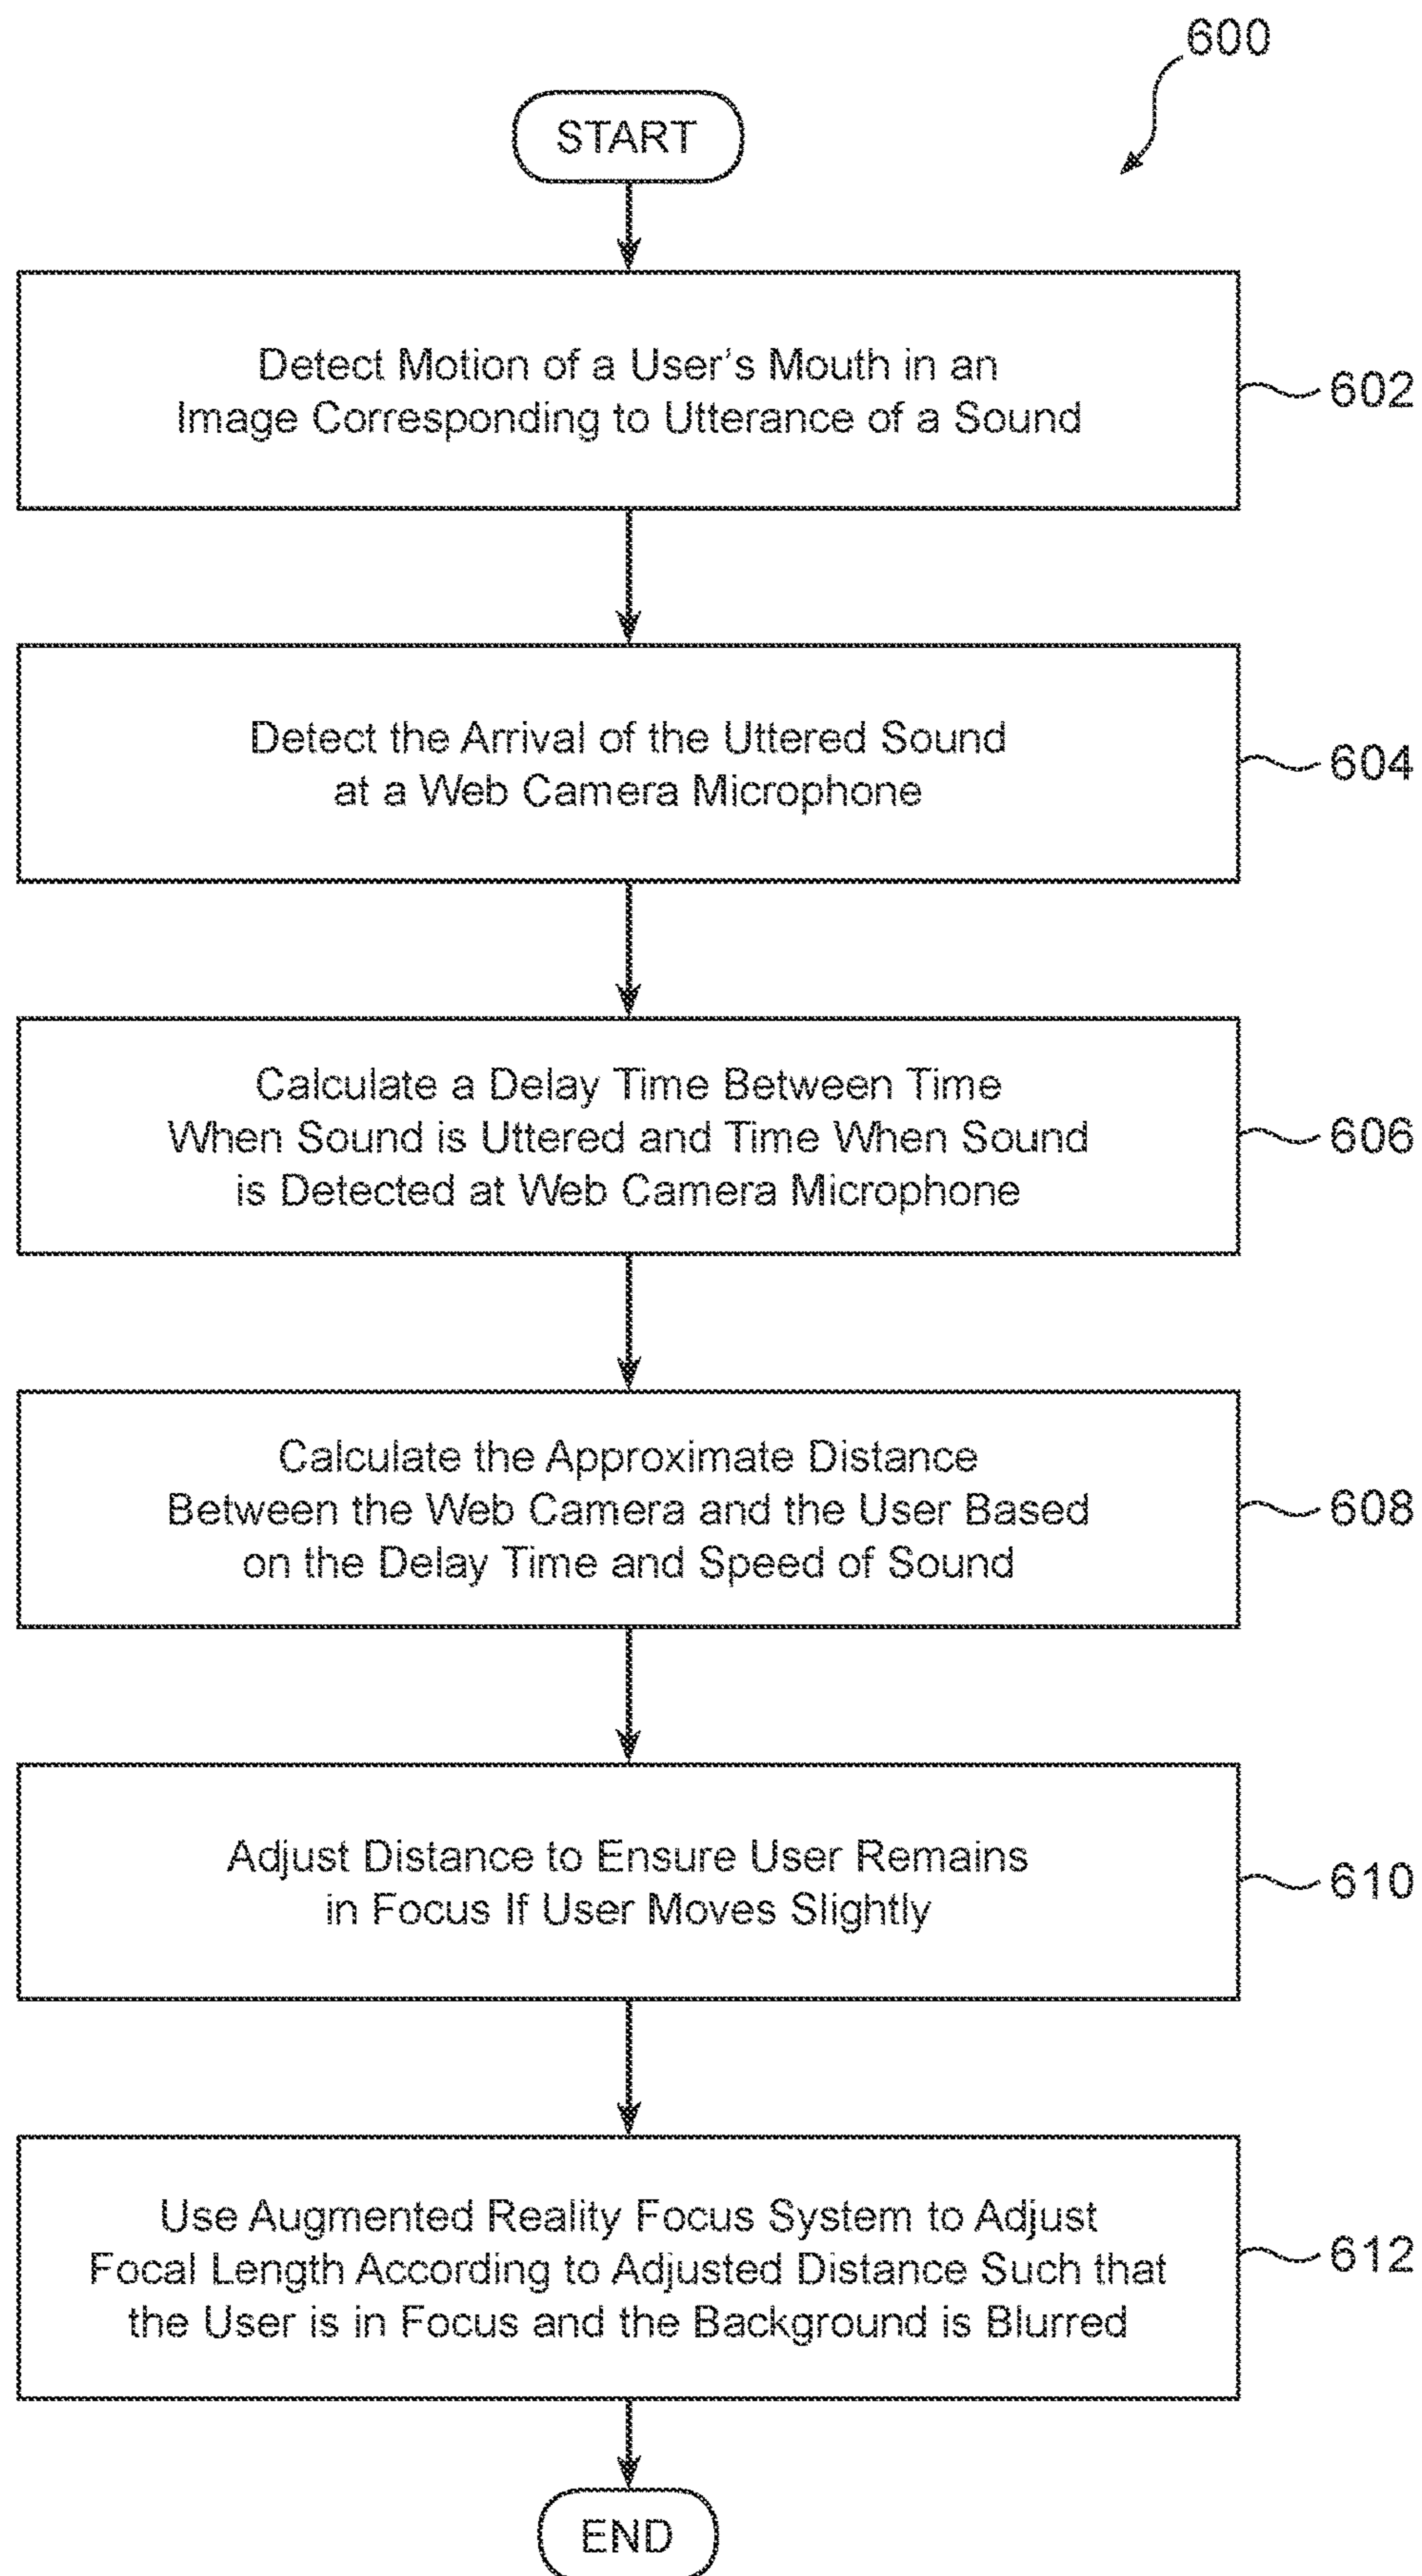 600
START
Detect Motion of a User's Mouth in an
Image Corresponding to Utterance of a Sound
602
Detect the Arrival of the Uttered Sound
at a Web Camera Microphone
604
Calculate a Delay Time Between Time
When Sound is Uttered and Time When Sound
is Detected at Web Camera Microphone
606
Calculate the Approximate Distance
Between the Web Camera and the User Based
on the Delay Time and Speed of Sound
608
Adjust Distance to Ensure User Remains
in Focus If User Moves Slightly
610
Use Augmented Reality Focus System to Adjust
Focal Length According to Adjusted Distance Such that
the User is in Focus and the Background is Blurred
612
END